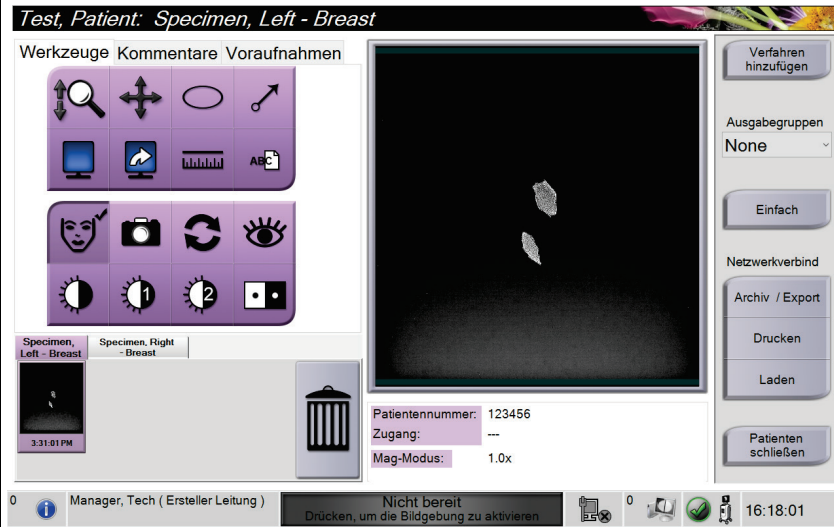 Test, Patient:  Specimen, Left - Breast
Werkzeuge Kommentare Voraufnahmen
ABC
1
2
Specimen,
Left - Breast
Specimen, Right
- Breast
3:31:01 PM
Patientennummer: 123456
Zugang: ---
Mag-Modus: 1.0x
Verfahren
hinzufügen
Ausgabegruppen
None
Einfach
Netzwerkverbind
Archiv / Export
Drucken
Laden
Patienten
schließen
0
Manager, Tech ( Ersteller Leitung )
Nicht bereit
Drücken, um die Bildgebung zu aktivieren
0
16:18:01